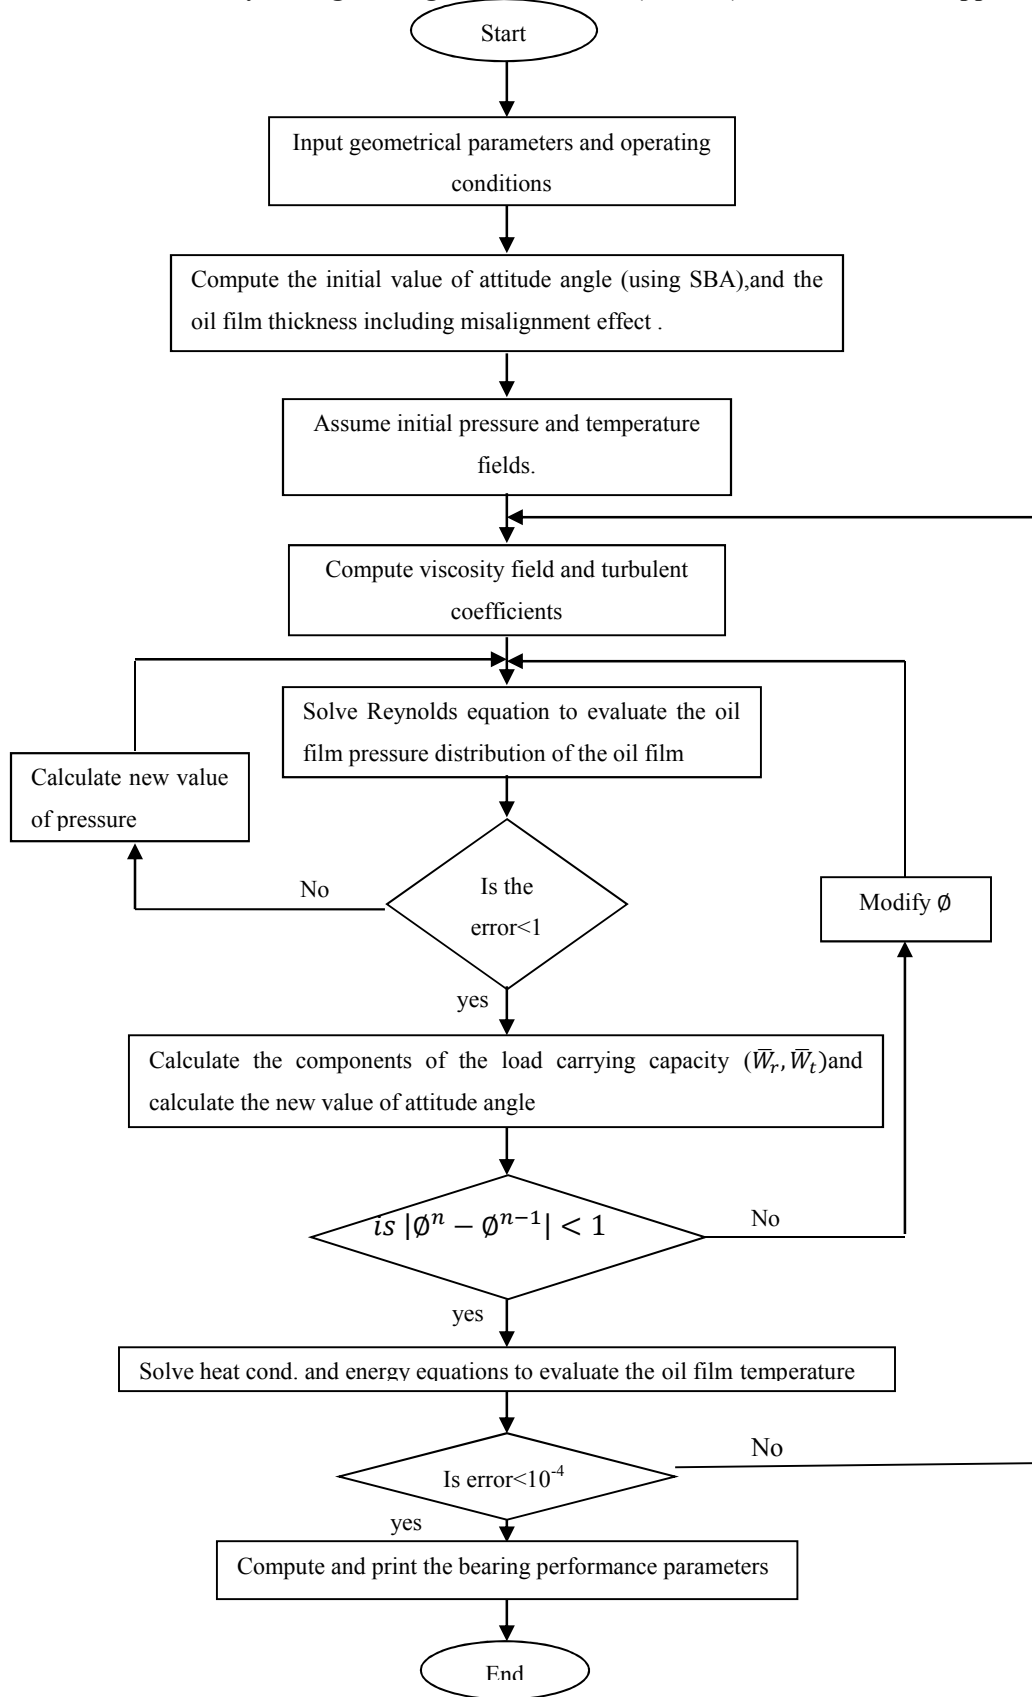 Start
Input geometrical parameters and operating
conditions
Compute the initial value of attitude angle (using SBA),and the
oil film thickness including misalignment effect .
Assume initial pressure and temperature
fields.
Compute viscosity field and turbulent
coefficients
Solve Reynolds equation to evaluate the oil
film pressure distribution of the oil film
Calculate new value
of pressure
Is the
error<1
No
Modify ∅
yes
Calculate the components of the load carrying capacity (W̅r, W̅t)and
calculate the new value of attitude angle
is |∅ⁿ − ∅ⁿ⁻¹| < 1
No
yes
Solve heat cond. and energy equations to evaluate the oil film temperature
No
Is error<10⁻⁴
yes
Compute and print the bearing performance parameters
End